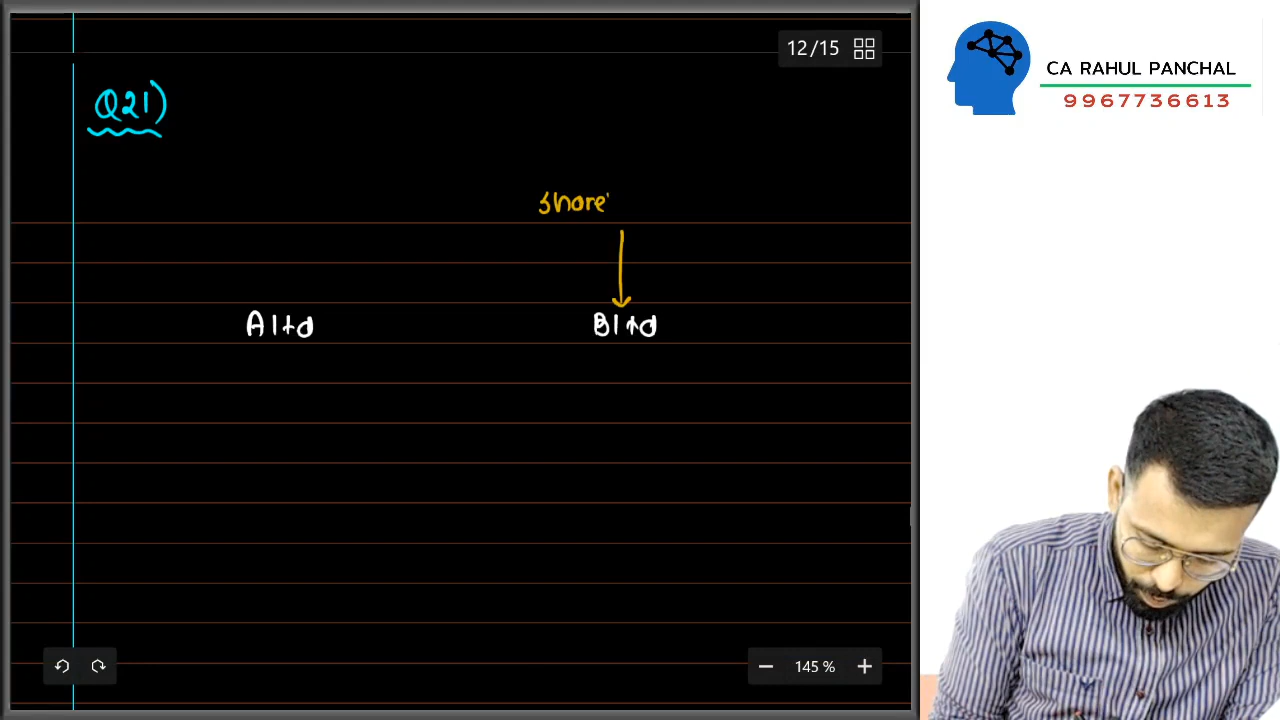 12/15
CA RAHUL PANCHAL
9967736613
Q21)
Share
A ltd
B ltd
145 %